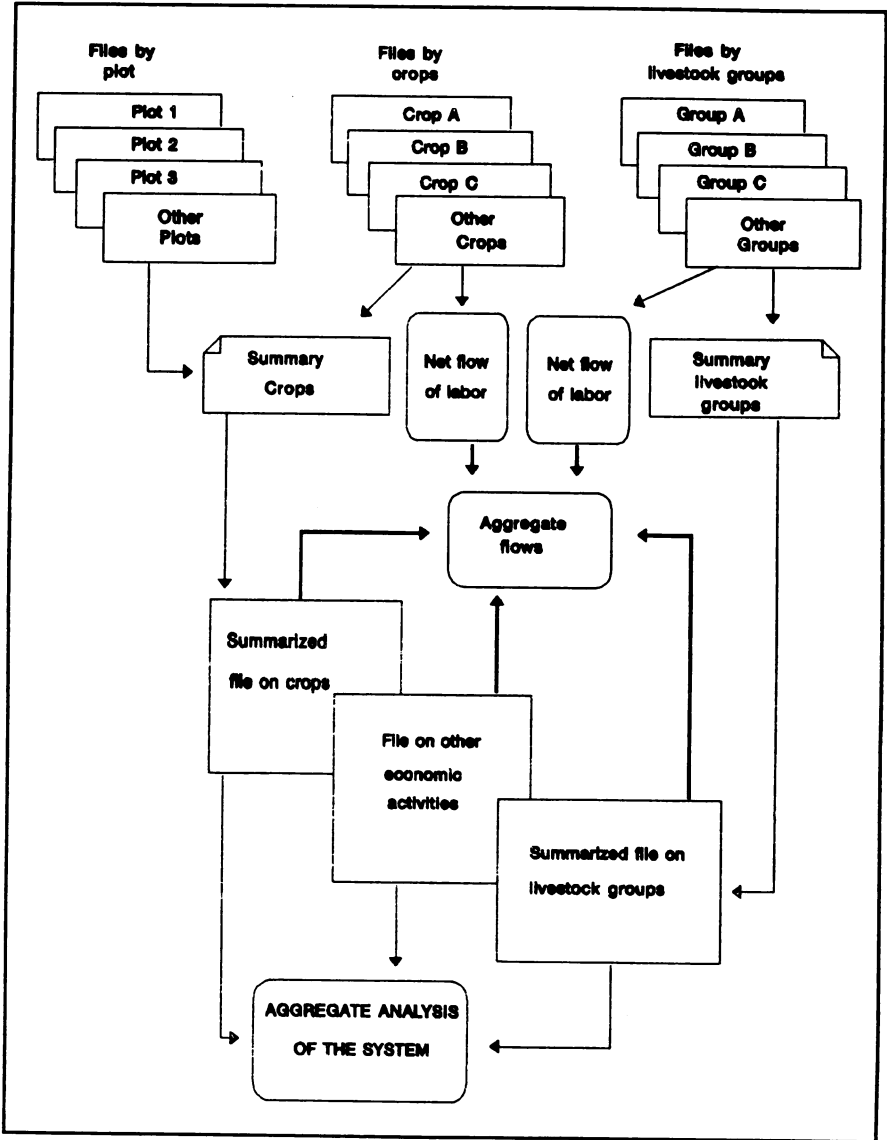 Files by
plot
Plot 1
Plot 2
Plot 3
Other
Plots
Files by
crops
Crop A
Crop B
Crop C
Other
Crops
Files by
livestock groups
Group A
Group B
Group C
Other
Groups
Summary
Crops
Net flow
of labor
Net flow
of labor
Summary
livestock
groups
Aggregate
flows
Summarized
file on crops
File on other
economic
activities
Summarized file on
livestock groups
AGGREGATE ANALYSIS
OF THE SYSTEM